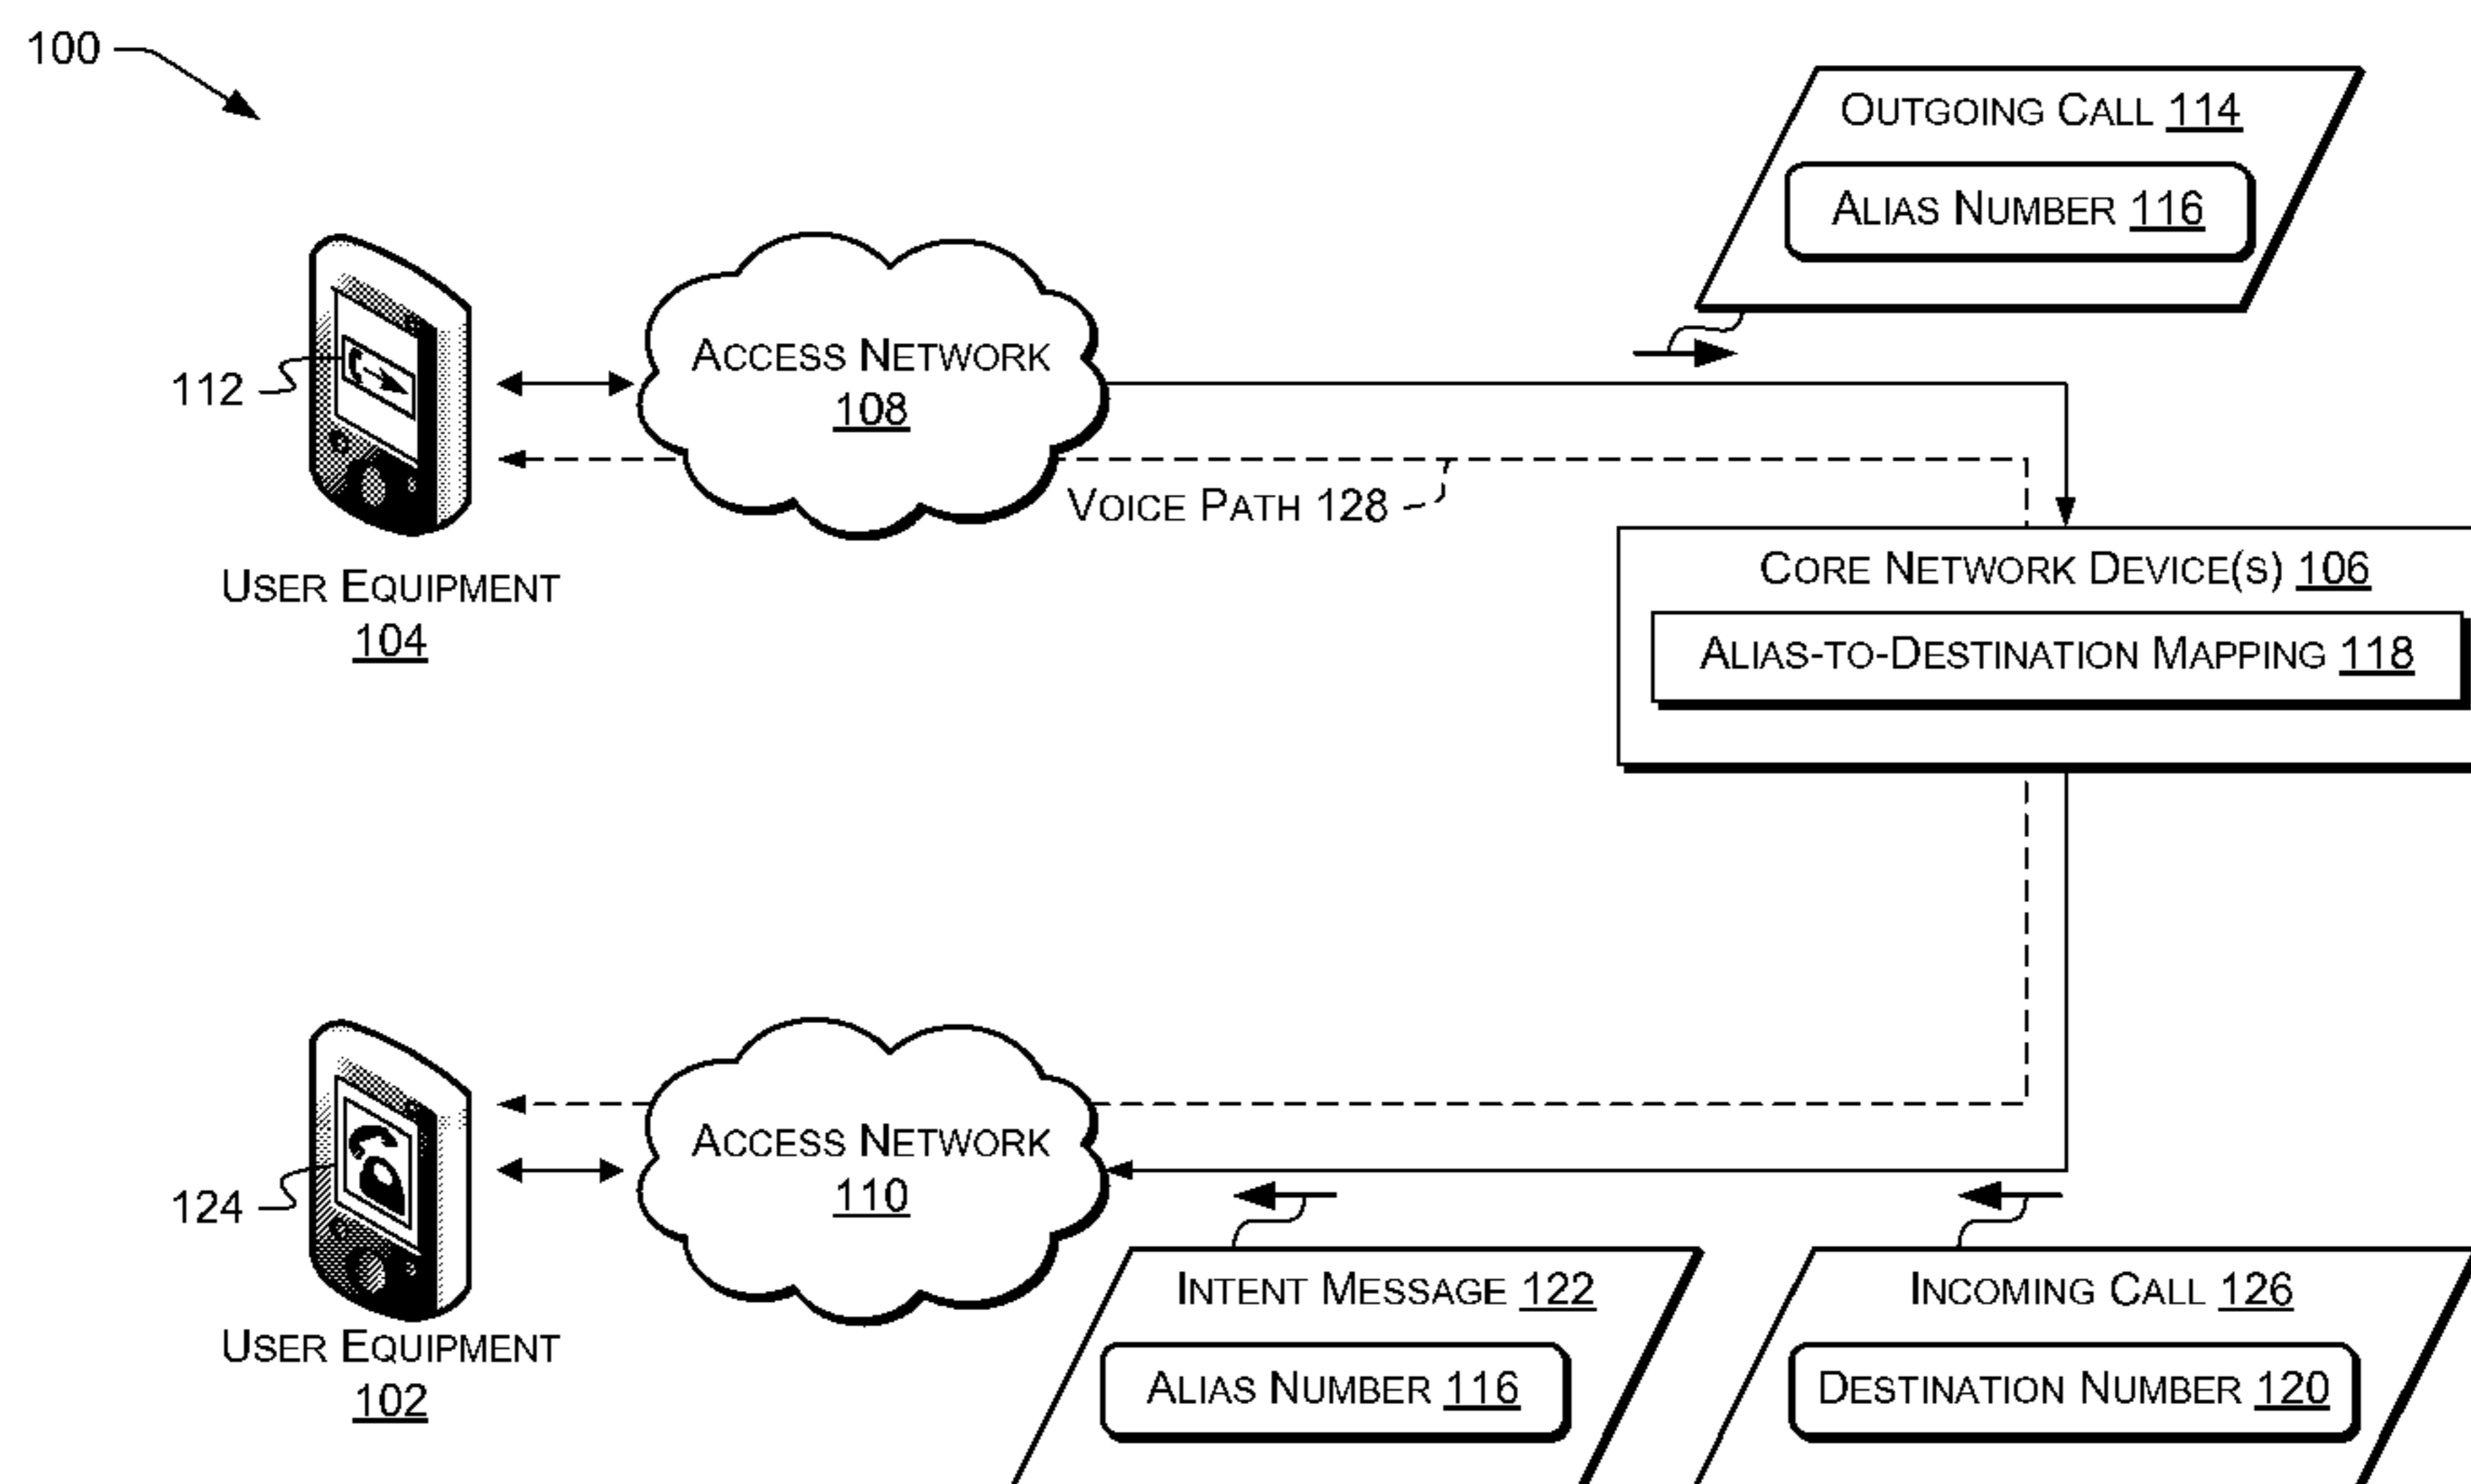 100
OUTGOING CALL 114
ALIAS NUMBER 116
112
ACCESS NETWORK
108
VOICE PATH 128
USER EQUIPMENT
104
CORE NETWORK DEVICE(S) 106
ALIAS-TO-DESTINATION MAPPING 118
124
ACCESS NETWORK
110
USER EQUIPMENT
102
INTENT MESSAGE 122
ALIAS NUMBER 116
INCOMING CALL 126
DESTINATION NUMBER 120